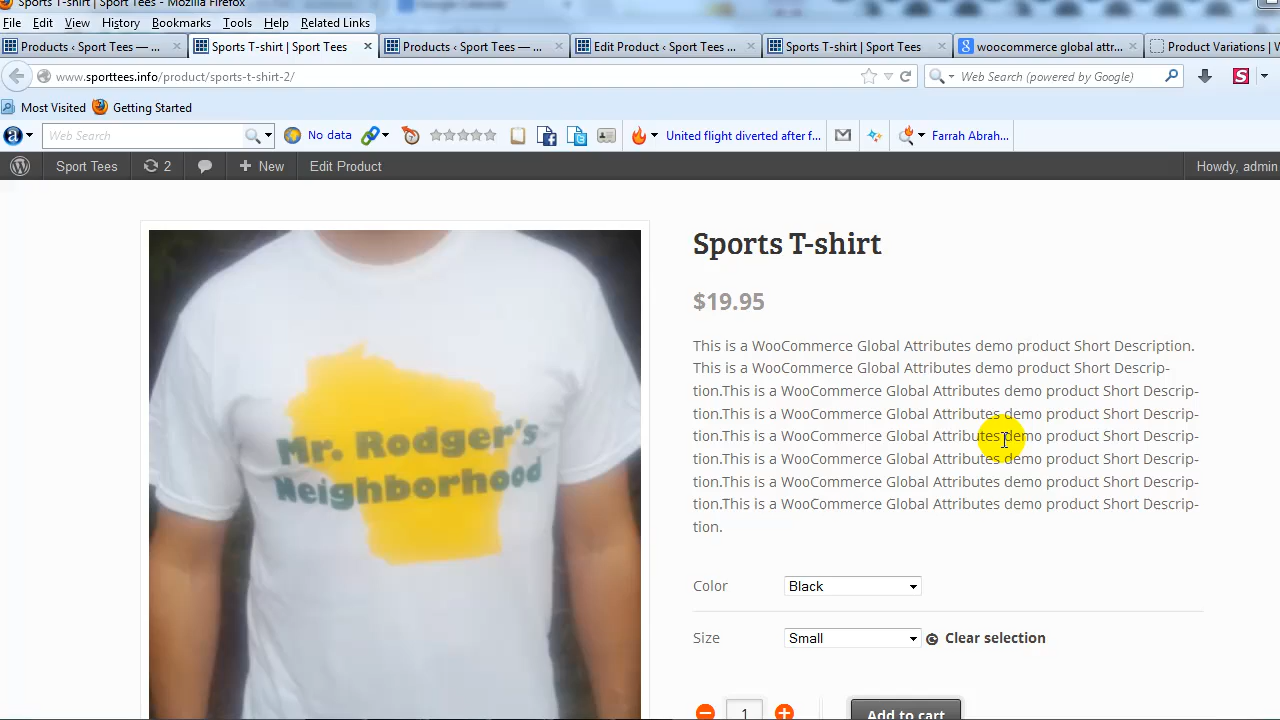 Sports T-shirt | Sport Tees - Mozilla Firefox
File Edit View History Bookmarks Tools Help Related Links
Products ‹ Sport Tees — ... Sports T-shirt | Sport Tees Products ‹ Sport Tees — ... Edit Product ‹ Sport Tees ... Sports T-shirt | Sport Tees woocommerce global attr... Product Variations | W
www.sporttees.info/product/sports-t-shirt-2/ Web Search (powered by Google) S
Most Visited Getting Started
a Web Search No data United flight diverted after f... Farrah Abrah...
Sport Tees 2 + New Edit Product Howdy, admin
Sports T-shirt
$19.95
This is a WooCommerce Global Attributes demo product Short Description.
This is a WooCommerce Global Attributes demo product Short Descrip-
tion.This is a WooCommerce Global Attributes demo product Short Descrip-
tion.This is a WooCommerce Global Attributes demo product Short Descrip-
tion.This is a WooCommerce Global Attributes demo product Short Descrip-
tion.This is a WooCommerce Global Attributes demo product Short Descrip-
tion.This is a WooCommerce Global Attributes demo product Short Descrip-
tion.This is a WooCommerce Global Attributes demo product Short Descrip-
tion.
Mr. Rodger's
Neighborhood
Color Black
Size Small Clear selection
1 Add to cart